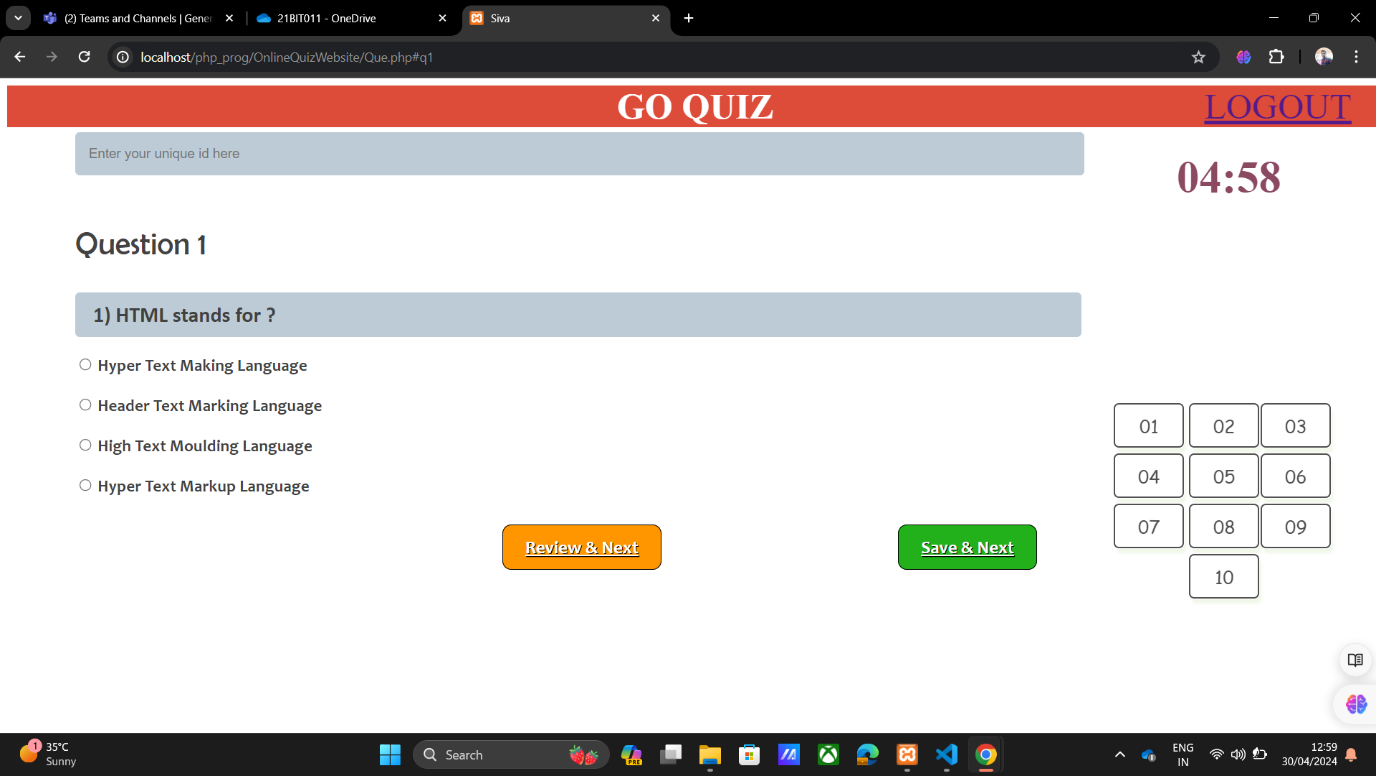 (2) Teams and Channels | Gener
21BIT011 - OneDrive
Siva
localhost/php_prog/OnlineQuizWebsite/Que.php#q1
GO QUIZ
LOGOUT
Enter your unique id here
04:58
Question 1
1) HTML stands for ?
Hyper Text Making Language
Header Text Marking Language
High Text Moulding Language
Hyper Text Markup Language
Review & Next
Save & Next
01 02 03
04 05 06
07 08 09
10
1
35°C
Sunny
Search
PRE
ENG
IN
12:59
30/04/2024